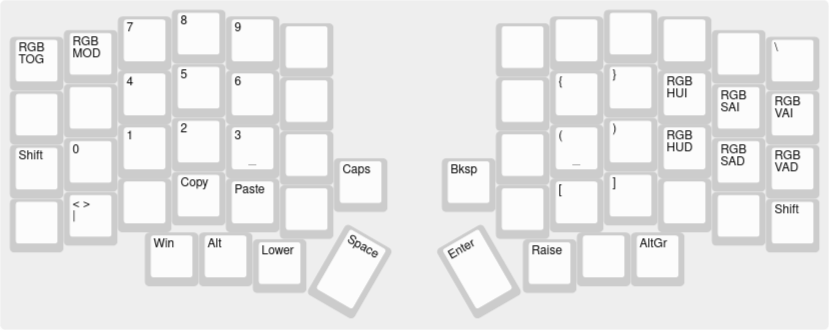 RGB
TOG
RGB
MOD
7
8
9
\
4
5
6
{
}
RGB
HUI
RGB
SAI
RGB
VAI
Shift
0
1
2
3
_
(
_
)
RGB
HUD
RGB
SAD
RGB
VAD
Caps
Bksp
< >
|
Copy
Paste
[
]
Shift
Win
Alt
Lower
Space
Enter
Raise
AltGr